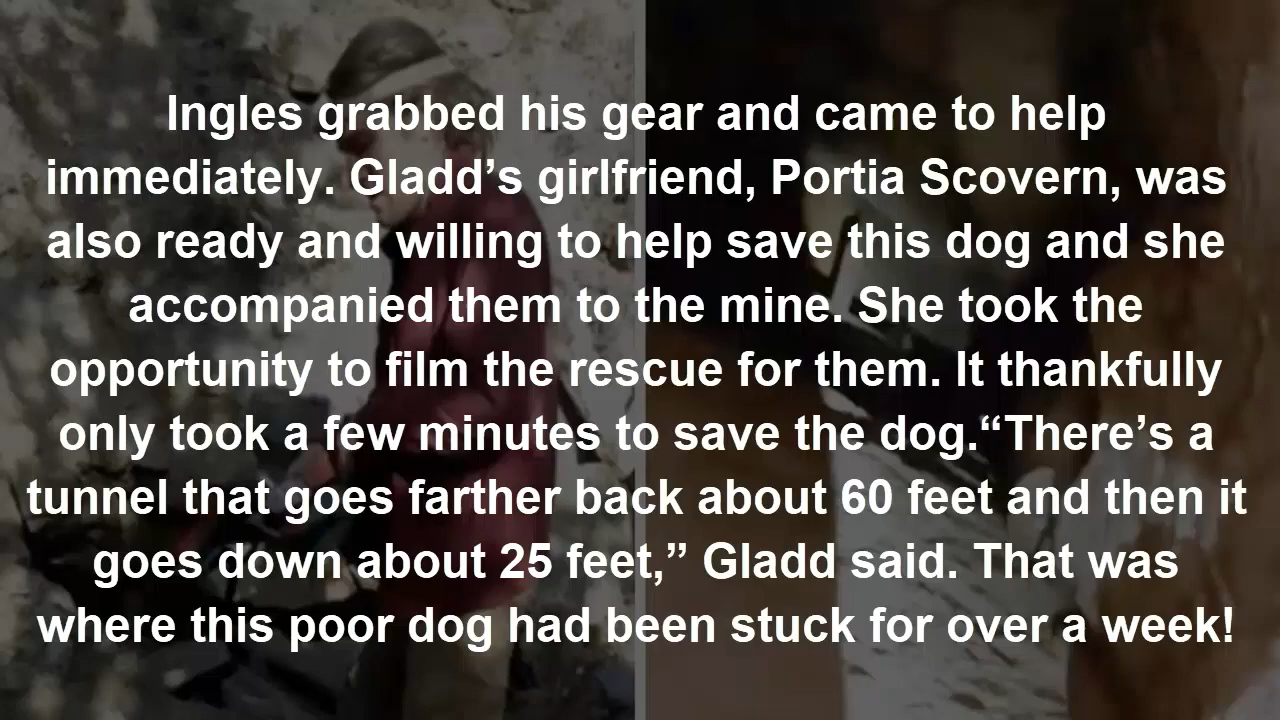 Ingles grabbed his gear and came to help
immediately. Gladd’s girlfriend, Portia Scovern, was
also ready and willing to help save this dog and she
accompanied them to the mine. She took the
opportunity to film the rescue for them. It thankfully
only took a few minutes to save the dog.“There’s a
tunnel that goes farther back about 60 feet and then it
goes down about 25 feet,” Gladd said. That was
where this poor dog had been stuck for over a week!